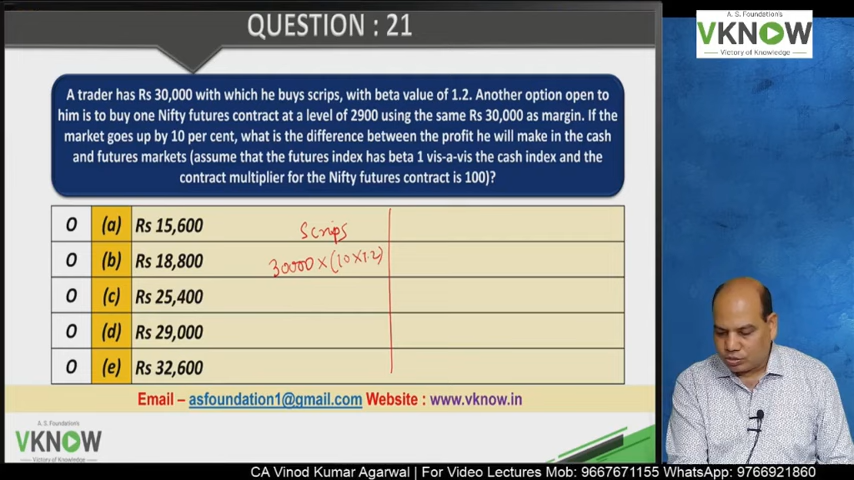 QUESTION : 21
A. S. Foundation's
VKNOW
Victory of Knowledge
A trader has Rs 30,000 with which he buys scrips, with beta value of 1.2. Another option open to
him is to buy one Nifty futures contract at a level of 2900 using the same Rs 30,000 as margin. If the
market goes up by 10 per cent, what is the difference between the profit he will make in the cash
and futures markets (assume that the futures index has beta 1 vis-a-vis the cash index and the
contract multiplier for the Nifty futures contract is 100)?
O (a) Rs 15,600
Scrips
O (b) Rs 18,800
30000 × (10 × 1.2)
O (c) Rs 25,400
O (d) Rs 29,000
O (e) Rs 32,600
Email – asfoundation1@gmail.com Website : www.vknow.in
A. S. Foundation's
VKNOW
Victory of Knowledge
CA Vinod Kumar Agarwal | For Video Lectures Mob: 9667671155 WhatsApp: 9766921860